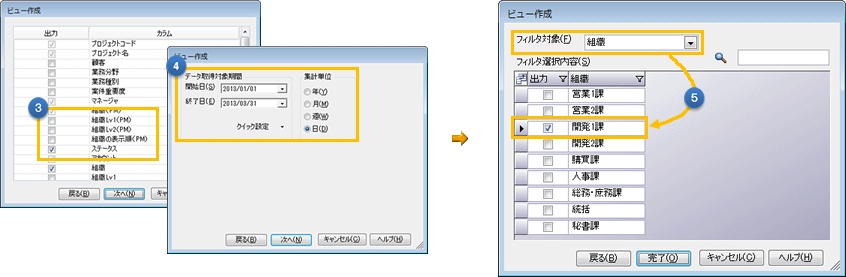 ビュー作成
出力 カラム
プロジェクトコード
プロジェクト名
顧客
業務分野
業務種別
案件重要度
マネージャ
組織(PM)
組織Lv1(PM)
組織Lv2(PM)
組織の表示順(PM)
ステータス
アカウント
組織
組織Lv1
戻る(B) 次へ(N) キャ
3
ビュー作成
4
データ取得対象期間 集計単位
開始日(S) 2013/01/01
終了日(E) 2013/03/31
クイック設定
年(Y)
月(M)
週(W)
日(D)
戻る(B) 次へ(N) キャンセル(C) ヘルプ(H)
ビュー作成
フィルタ対象(F) 組織
フィルタ選択内容(S)
出力 組織
営業1課
営業2課
開発1課
開発2課
購買課
人事課
総務・庶務課
統括
秘書課
5
戻る(B) 完了(O) キャンセル(C) ヘルプ(H)